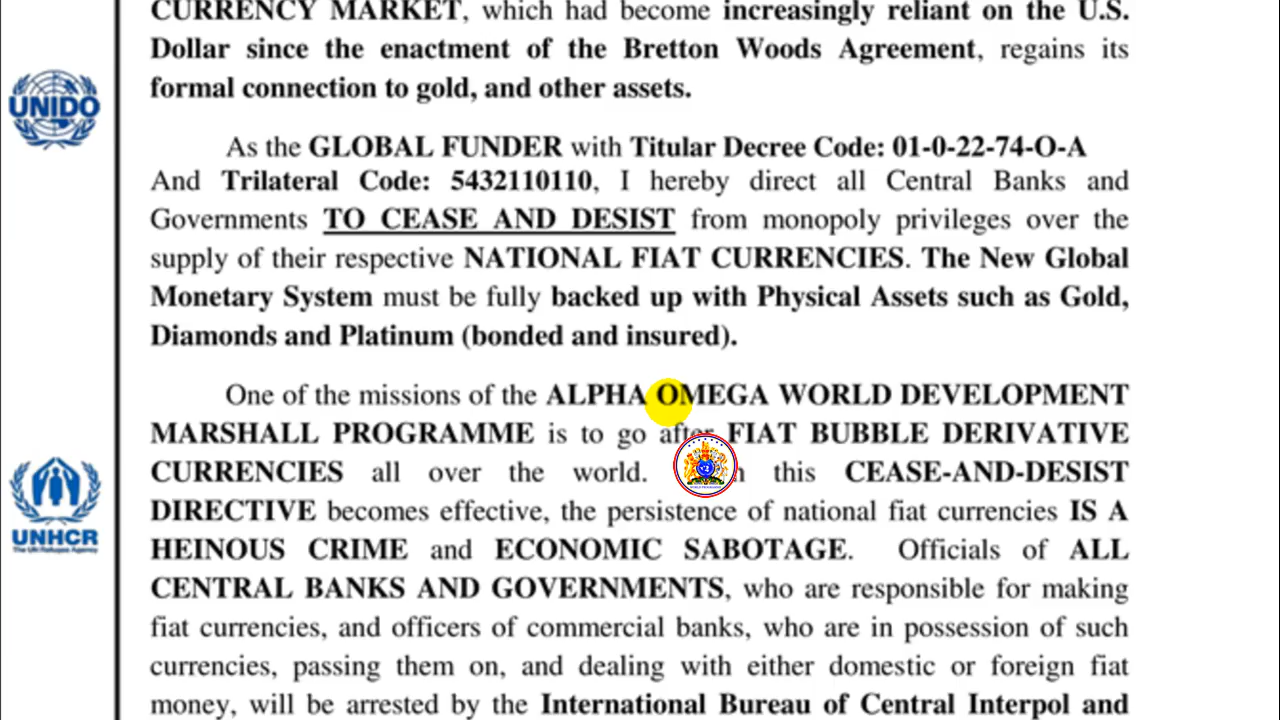 CURRENCY MARKET, which had become increasingly reliant on the U.S.
Dollar since the enactment of the Bretton Woods Agreement, regains its
formal connection to gold, and other assets.
UNIDO
As the GLOBAL FUNDER with Titular Decree Code: 01-0-22-74-O-A
And Trilateral Code: 5432110110, I hereby direct all Central Banks and
Governments TO CEASE AND DESIST from monopoly privileges over the
supply of their respective NATIONAL FIAT CURRENCIES. The New Global
Monetary System must be fully backed up with Physical Assets such as Gold,
Diamonds and Platinum (bonded and insured).
One of the missions of the ALPHA OMEGA WORLD DEVELOPMENT
MARSHALL PROGRAMME is to go after FIAT BUBBLE DERIVATIVE
CURRENCIES all over the world. this CEASE-AND-DESIST
DIRECTIVE becomes effective, the persistence of national fiat currencies IS A
HEINOUS CRIME and ECONOMIC SABOTAGE. Officials of ALL
CENTRAL BANKS AND GOVERNMENTS, who are responsible for making
fiat currencies, and officers of commercial banks, who are in possession of such
currencies, passing them on, and dealing with either domestic or foreign fiat
money, will be arrested by the International Bureau of Central Interpol and
UNHCR
The UN Refugee Agency